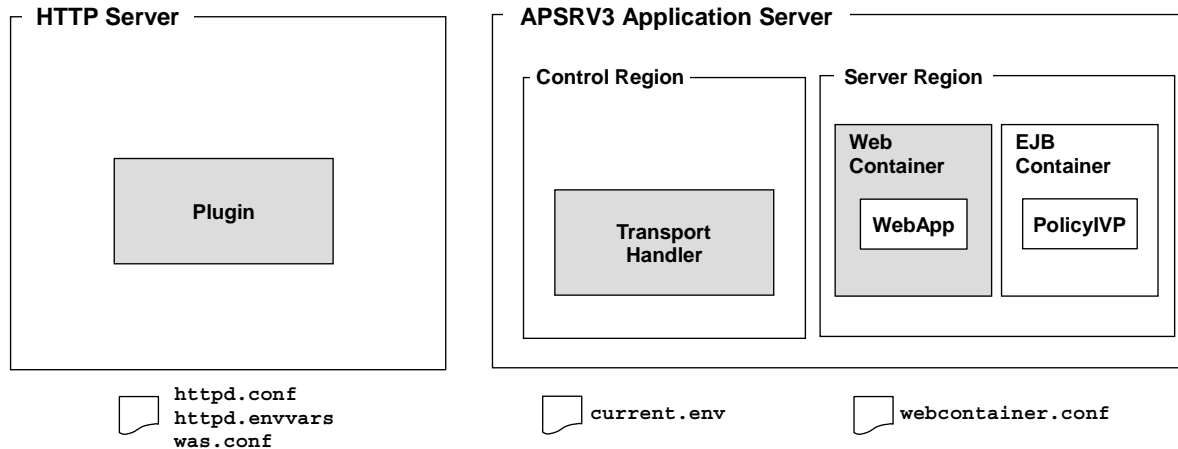 HTTP Server
Plugin
httpd.conf
httpd.envvars
was.conf
APSRV3 Application Server
Control Region
Transport
Handler
current.env
Server Region
Web
Container
WebApp
EJB
Container
PolicyIVP
webcontainer.conf